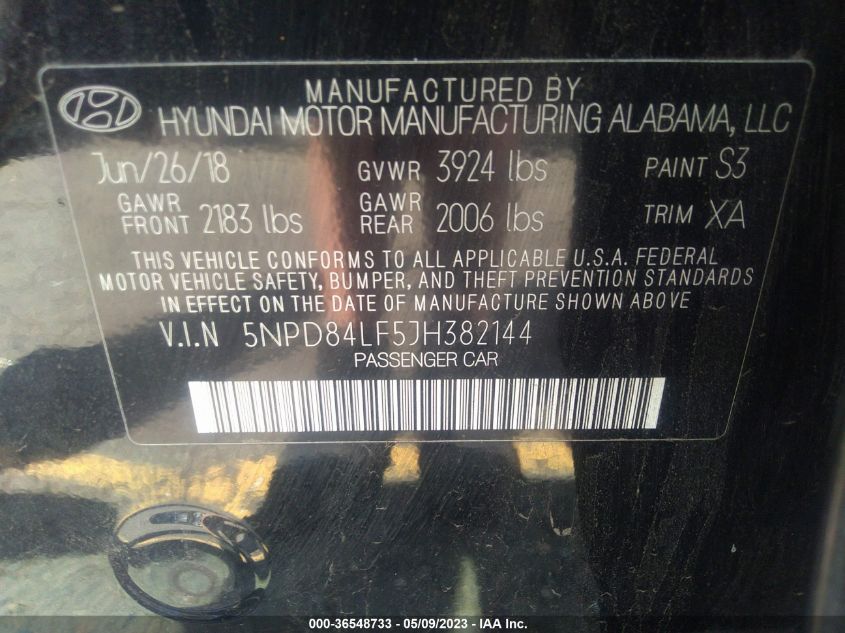 MANUFACTURED BY
HYUNDAI MOTOR MANUFACTURING ALABAMA, LLC
Jun/26/18 GVWR 3924 lbs PAINT S3
GAWR FRONT 2183 lbs GAWR REAR 2006 lbs TRIM XA
THIS VEHICLE CONFORMS TO ALL APPLICABLE U.S.A. FEDERAL
MOTOR VEHICLE SAFETY, BUMPER, AND THEFT PREVENTION STANDARDS
IN EFFECT ON THE DATE OF MANUFACTURE SHOWN ABOVE
V.I.N 5NPD84LF5JH382144
PASSENGER CAR
000-36548733 - 05/09/2023 - IAA Inc.